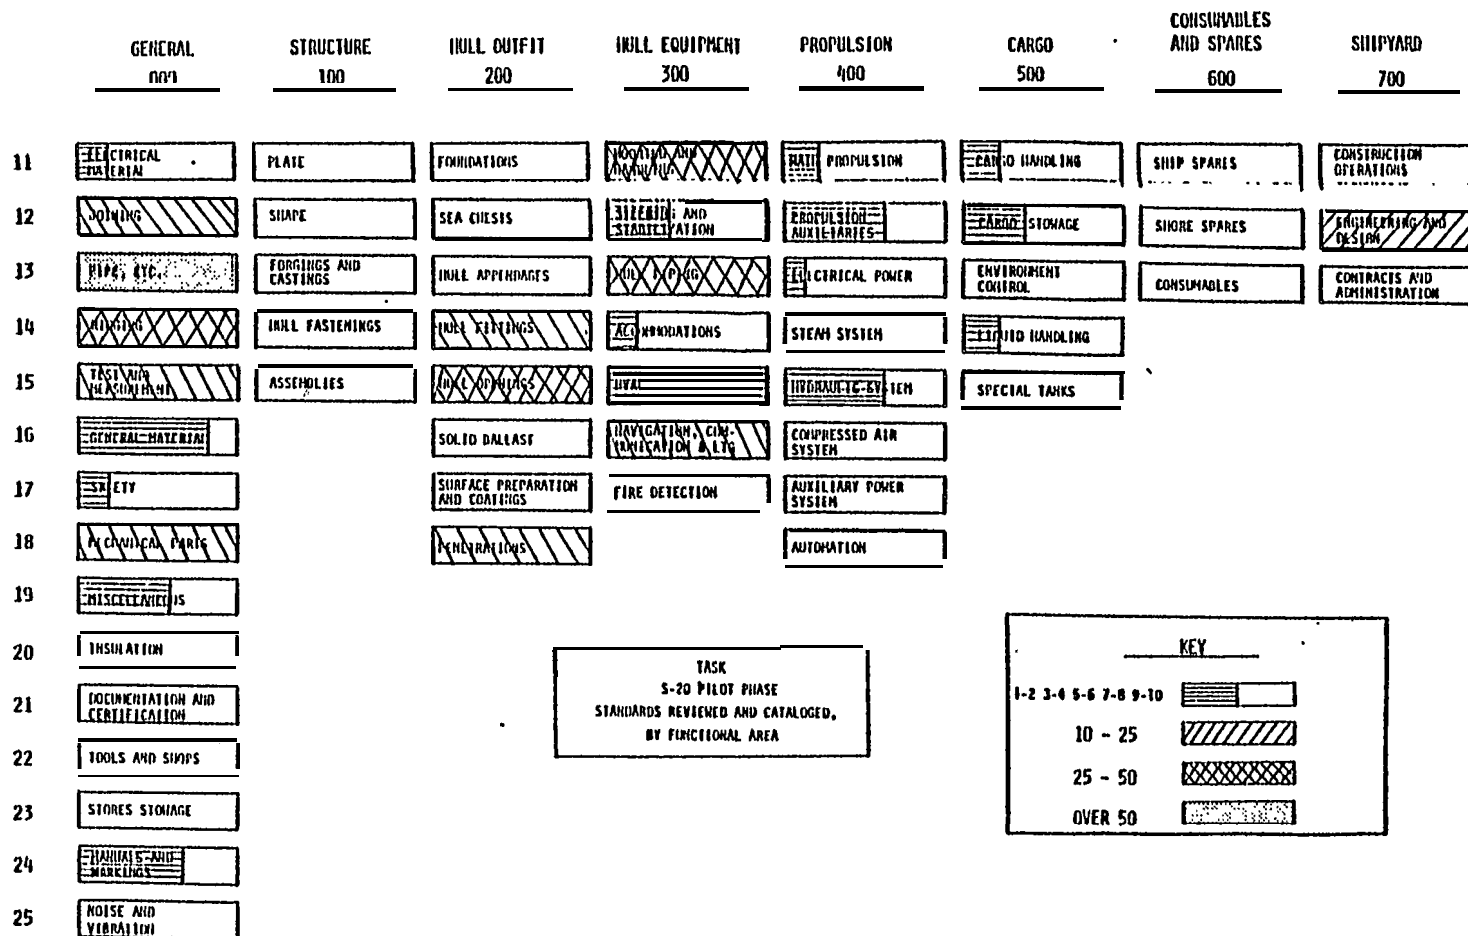 CONSUMABLES
GENERAL STRUCTURE HULL OUTFIT HULL EQUIPMENT PROPULSION CARGO AND SPARES SHIPYARD
000 100 200 300 400 500 600 700
11 ELECTRICAL MATERIAL PLATE FOUNDATIONS MATN PROPULSION CARGO HANDLING SHIP SPARES CONSTRUCTION OPERATIONS
12 JOINING SHAPE SEA CHESTS STEERING AND STABILIZATION PROPULSION AUXILIARIES CARGO STOWAGE SHORE SPARES ENGINEERING AND DESIGN
13 PIPE, ETC. FORGINGS AND CASTINGS HULL APPENDAGES HULL PIPING ELECTRICAL POWER ENVIRONMENT CONTROL CONSUMABLES CONTRACTS AND ADMINISTRATION
14 HULL FASTENINGS HULL FITTINGS ACCOMMODATIONS STEAM SYSTEM LIQUID HANDLING
15 TEST AND MEASUREMENT ASSEMBLIES HULL OPENINGS HVAC HYDRAULIC SYSTEM SPECIAL TANKS
16 GENERAL MATERIAL SOLID BALLAST NAVIGATION, COM- MUNICATION & LTG COMPRESSED AIR SYSTEM
17 SAFETY SURFACE PREPARATION AND COATINGS FIRE DETECTION AUXILIARY POWER SYSTEM
18 MECHANICAL PARTS PENETRATIONS AUTOMATION
19 MISCELLANEOUS
20 INSULATION
21 DOCUMENTATION AND CERTIFICATION
22 TOOLS AND SHOPS
23 STORES STOWAGE
24 MANUALS AND MARKINGS
25 NOISE AND VIBRATION
TASK
S-20 PILOT PHASE
STANDARDS REVIEWED AND CATALOGED,
BY FUNCTIONAL AREA
KEY
1-2 3-4 5-6 7-8 9-10
10 - 25
25 - 50
OVER 50